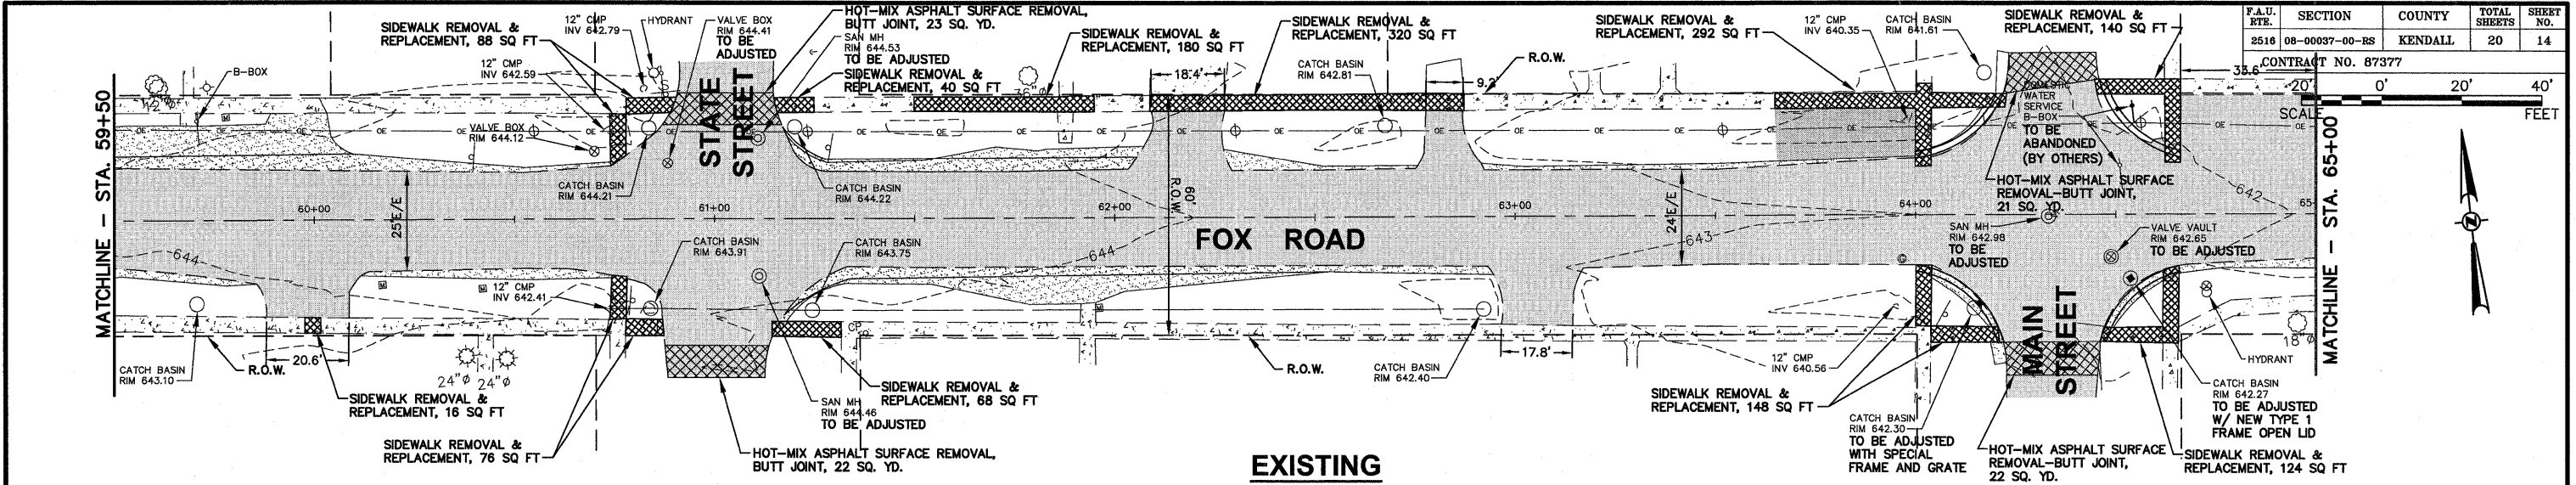 SIDEWALK REMOVAL &
REPLACEMENT, 88 SQ FT
12" CMP
INV 642.79
HYDRANT
VALVE BOX
RIM 644.41
TO BE
ADJUSTED
HOT-MIX ASPHALT SURFACE REMOVAL,
BUTT JOINT, 23 SQ. YD.
SAN MH
RIM 644.53
TO BE ADJUSTED
SIDEWALK REMOVAL &
REPLACEMENT, 40 SQ FT
SIDEWALK REMOVAL &
REPLACEMENT, 180 SQ FT
SIDEWALK REMOVAL &
REPLACEMENT, 320 SQ FT
SIDEWALK REMOVAL &
REPLACEMENT, 292 SQ FT
12" CMP
INV 640.35
CATCH BASIN
RIM 641.61
SIDEWALK REMOVAL &
REPLACEMENT, 140 SQ FT
F.A.U.
RTE.
SECTION
COUNTY
TOTAL
SHEETS
SHEET
NO.
2516
08-00037-00-RS
KENDALL
20
14
CONTRACT NO. 87377
33.6'
20'
0'
20'
40'
SCALE
FEET
B-BOX
12" CMP
INV 642.59
VALVE BOX
RIM 644.12
18.4'
CATCH BASIN
RIM 642.81
9.2'
R.O.W.
DOMESTIC
WATER
SERVICE
B-BOX
TO BE
ABANDONED
(BY OTHERS)
OE OE OE OE OE OE OE OE OE OE
MATCHLINE - STA. 59+50
STATE
STREET
CATCH BASIN
RIM 644.21
CATCH BASIN
RIM 644.22
HOT-MIX ASPHALT SURFACE
REMOVAL-BUTT JOINT,
21 SQ. YD.
642
MATCHLINE - STA. 65+00
60+00
61+00
62+00
63+00
64+00
65
25'E/E
60'
R.O.W.
24'E/E
FOX ROAD
644
644
643
CATCH BASIN
RIM 643.91
CATCH BASIN
RIM 643.75
SAN MH
RIM 642.98
TO BE
ADJUSTED
VALVE VAULT
RIM 642.65
TO BE ADJUSTED
12" CMP
INV 642.41
MAIN
STREET
CATCH BASIN
RIM 643.10
20.6'
R.O.W.
24"Ø 24"Ø
SIDEWALK REMOVAL &
REPLACEMENT, 16 SQ FT
SIDEWALK REMOVAL &
REPLACEMENT, 76 SQ FT
SAN MH
RIM 644.46
TO BE ADJUSTED
SIDEWALK REMOVAL &
REPLACEMENT, 68 SQ FT
HOT-MIX ASPHALT SURFACE REMOVAL,
BUTT JOINT, 22 SQ. YD.
R.O.W.
CATCH BASIN
RIM 642.40
17.8'
12" CMP
INV 640.56
SIDEWALK REMOVAL &
REPLACEMENT, 148 SQ FT
CATCH BASIN
RIM 642.30
TO BE ADJUSTED
WITH SPECIAL
FRAME AND GRATE
HOT-MIX ASPHALT SURFACE
REMOVAL-BUTT JOINT,
22 SQ. YD.
18"Ø
HYDRANT
CATCH BASIN
RIM 642.27
TO BE ADJUSTED
W/ NEW TYPE 1
FRAME OPEN LID
SIDEWALK REMOVAL &
REPLACEMENT, 124 SQ FT
EXISTING